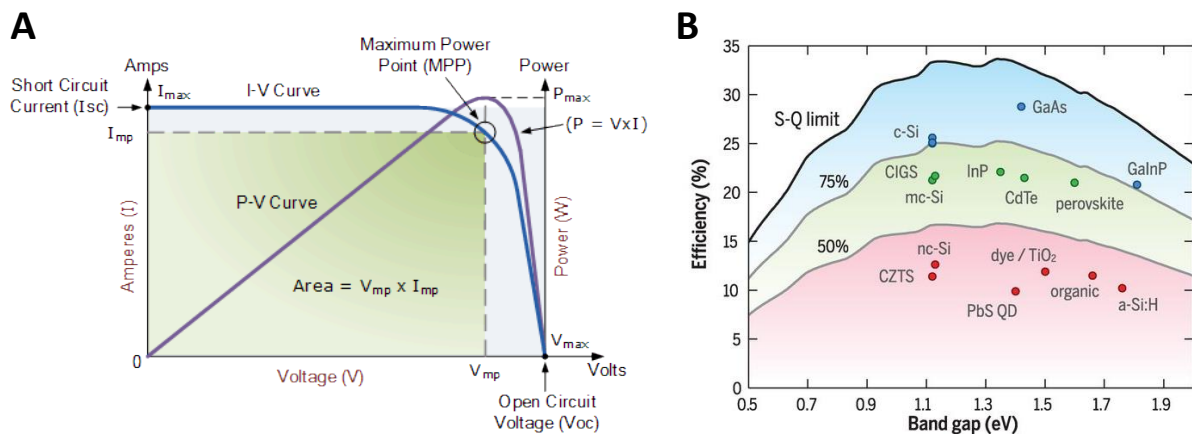 A
Amps
Maximum Power
Point (MPP)
Power
Short Circuit
Current (Isc)
Imax
I-V Curve
Pmax
Imp
(P = VxI)
P-V Curve
Amperes (I)
Power (W)
Area = Vmp x Imp
0
Voltage (V)
Vmp
Vmax
Volts
Open Circuit
Voltage (Voc)
B
35
30
25
20
15
10
5
0
Efficiency (%)
S-Q limit
75%
50%
GaAs
c-Si
CIGS
mc-Si
InP
CdTe
perovskite
GaInP
nc-Si
CZTS
dye / TiO₂
PbS QD
organic
a-Si:H
0.5 0.7 0.9 1.1 1.3 1.5 1.7 1.9
Band gap (eV)